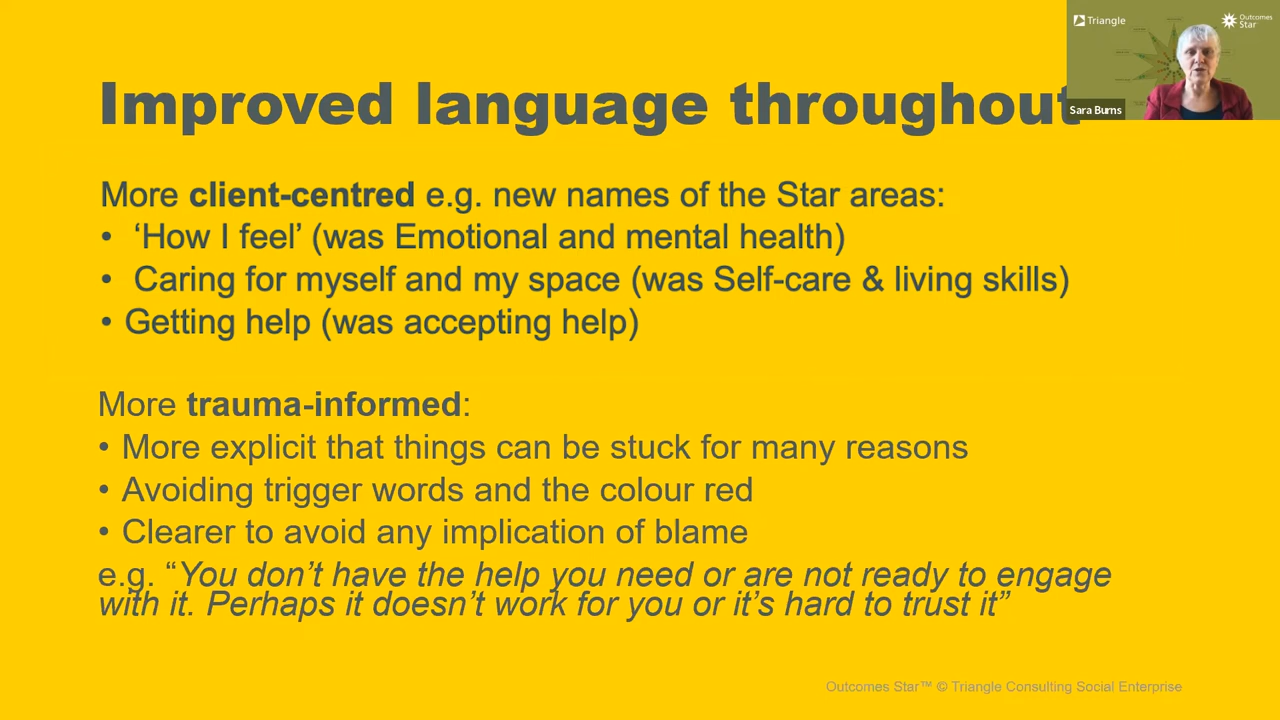 Triangle
Outcomes
Star
Sara Burns
Improved language throughout
More client-centred e.g. new names of the Star areas:
• ‘How I feel’ (was Emotional and mental health)
• Caring for myself and my space (was Self-care & living skills)
• Getting help (was accepting help)
More trauma-informed:
• More explicit that things can be stuck for many reasons
• Avoiding trigger words and the colour red
• Clearer to avoid any implication of blame
e.g. “You don’t have the help you need or are not ready to engage
with it. Perhaps it doesn’t work for you or it’s hard to trust it”
Outcomes Star™ © Triangle Consulting Social Enterprise